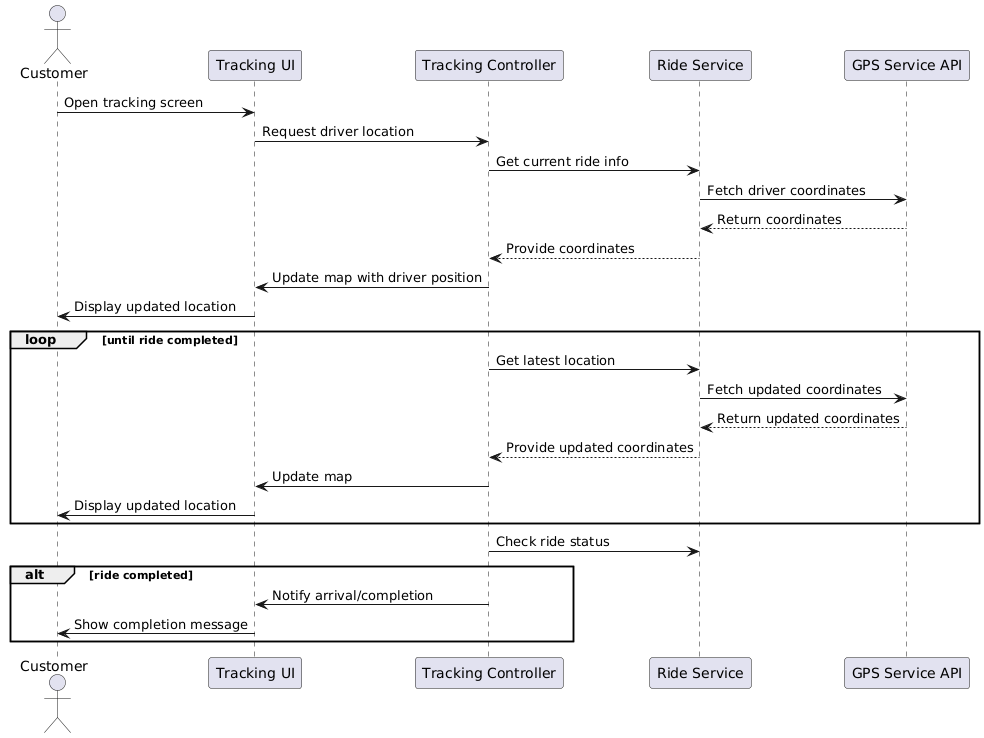 Customer
Tracking UI
Tracking Controller
Ride Service
GPS Service API
Open tracking screen
Request driver location
Get current ride info
Fetch driver coordinates
Return coordinates
Provide coordinates
Update map with driver position
Display updated location
loop [until ride completed]
Get latest location
Fetch updated coordinates
Return updated coordinates
Provide updated coordinates
Update map
Display updated location
Check ride status
alt [ride completed]
Notify arrival/completion
Show completion message
Customer
Tracking UI
Tracking Controller
Ride Service
GPS Service API